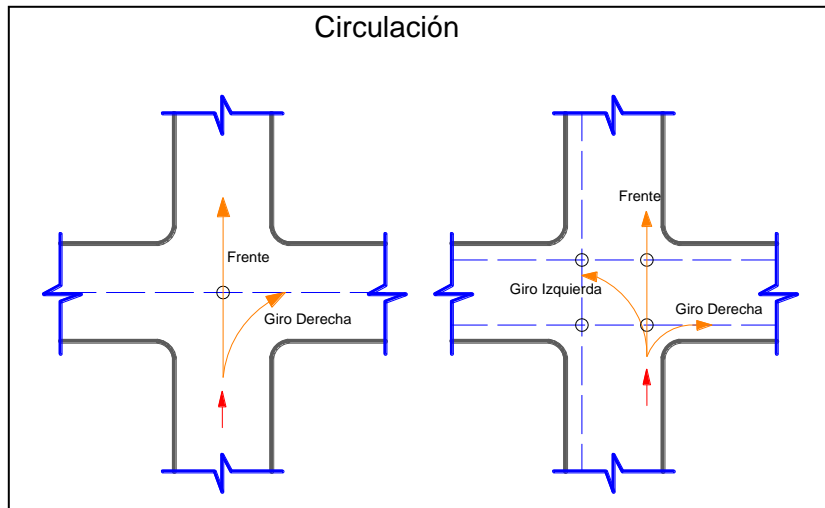 Circulación
Frente
Giro Derecha
Frente
Giro Izquierda
Giro Derecha